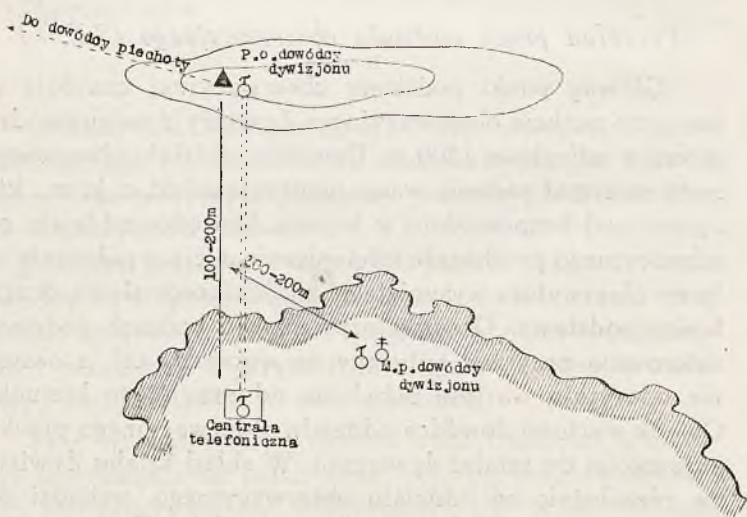 Do dowódcy piechoty
P.o. dowódcy
dywizjonu
τ
100-200m
200-200m
τ
M.p. dowódcy
dywizjonu
τ
Centrala
telefoniczna